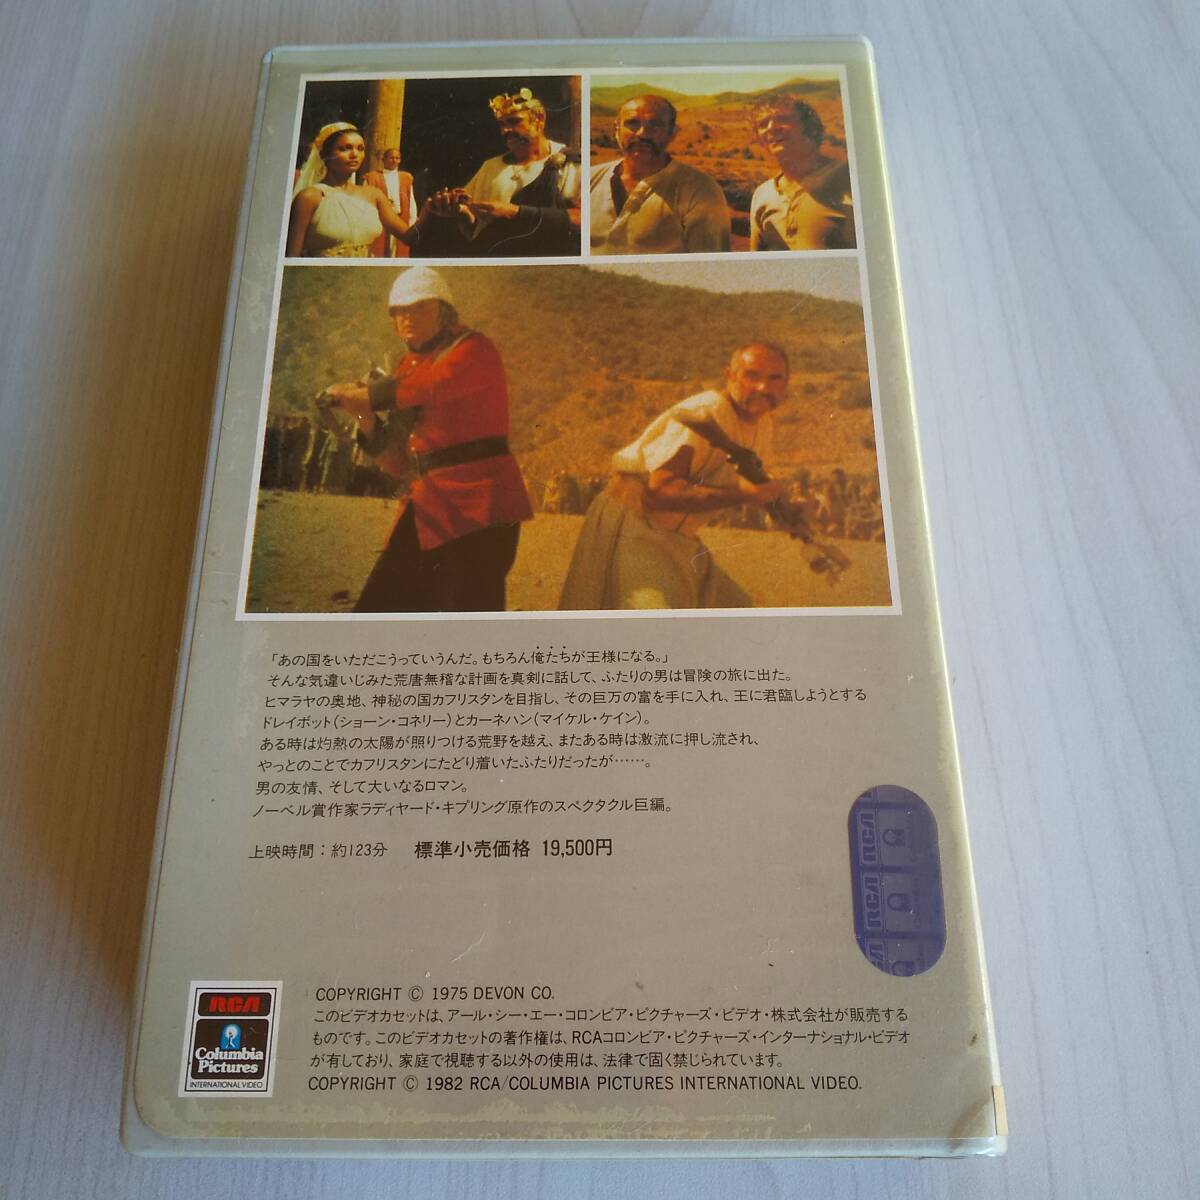 「あの国をいただこうっていうんだ。もちろん俺たちが王様になる。」
そんな気違いじみた荒唐無稽な計画を真剣に話して、ふたりの男は冒険の旅に出た。
ヒマラヤの奥地、神秘の国カフリスタンを目指し、その巨万の富を手に入れ、王に君臨しようとする
ドレイボット(ショーン・コネリー)とカーネハン(マイケル・ケイン)。
ある時は灼熱の太陽が照りつける荒野を越え、またある時は激流に押し流され、
やっとのことでカフリスタンにたどり着いたふたりだったが……。
男の友情、そして大いなるロマン。
ノーベル賞作家ラディヤード・キプリング原作のスペクタクル巨編。
上映時間：約123分 標準小売価格 19,500円
RCA RCA
RCA
RCA
Columbia
Pictures
INTERNATIONAL VIDEO
COPYRIGHT © 1975 DEVON CO.
このビデオカセットは、アール・シー・エー・コロンビア・ピクチャーズ・ビデオ・株式会社が販売する
ものです。このビデオカセットの著作権は、RCAコロンビア・ピクチャーズ・インターナショナル・ビデオ
が有しており、家庭で視聴する以外の使用は、法律で固く禁じられています。
COPYRIGHT © 1982 RCA/COLUMBIA PICTURES INTERNATIONAL VIDEO.